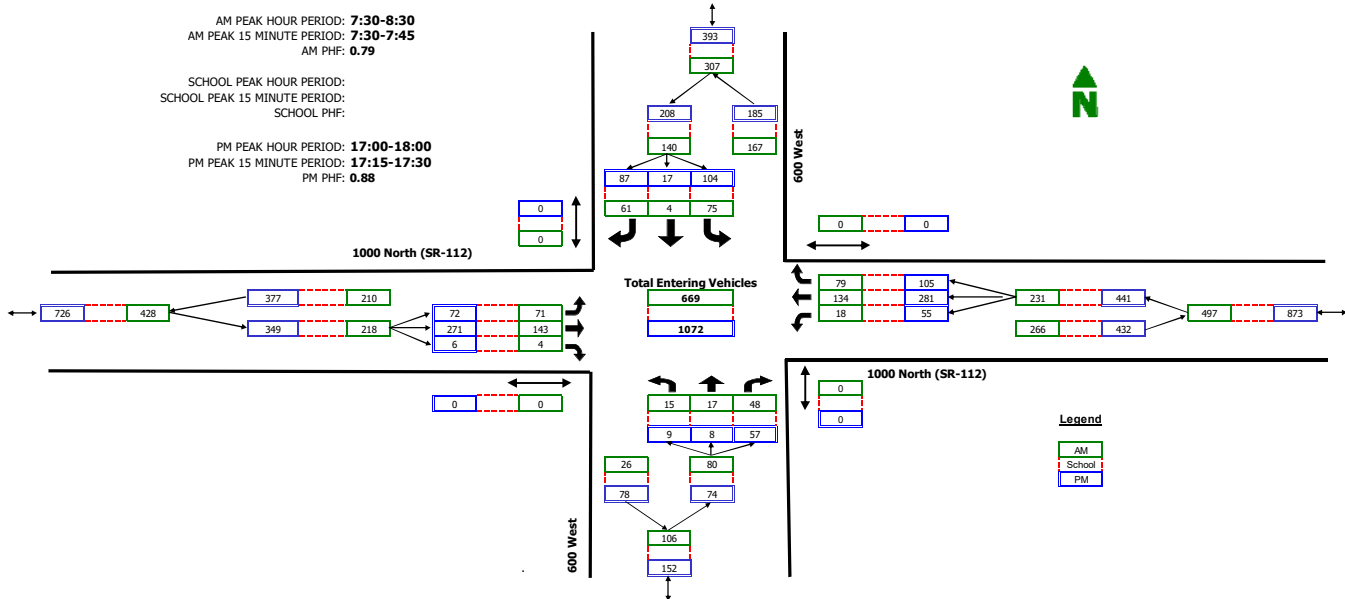 AM PEAK HOUR PERIOD: 7:30-8:30
AM PEAK 15 MINUTE PERIOD: 7:30-7:45
AM PHF: 0.79
SCHOOL PEAK HOUR PERIOD:
SCHOOL PEAK 15 MINUTE PERIOD:
SCHOOL PHF:
PM PEAK HOUR PERIOD: 17:00-18:00
PM PEAK 15 MINUTE PERIOD: 17:15-17:30
PM PHF: 0.88
393
307
208 185
140 167
87 17 104
61 4 75
600 West
N
0
0
0 0
1000 North (SR-112)
Total Entering Vehicles
669
1072
726 428
377 210
349 218
72 71
271 143
6 4
79 105
134 281
18 55
231 441
266 432
497 873
0 0
1000 North (SR-112)
0
0
15 17 48
9 8 57
26 80
78 74
106
152
600 West
.
Legend
AM
School
PM